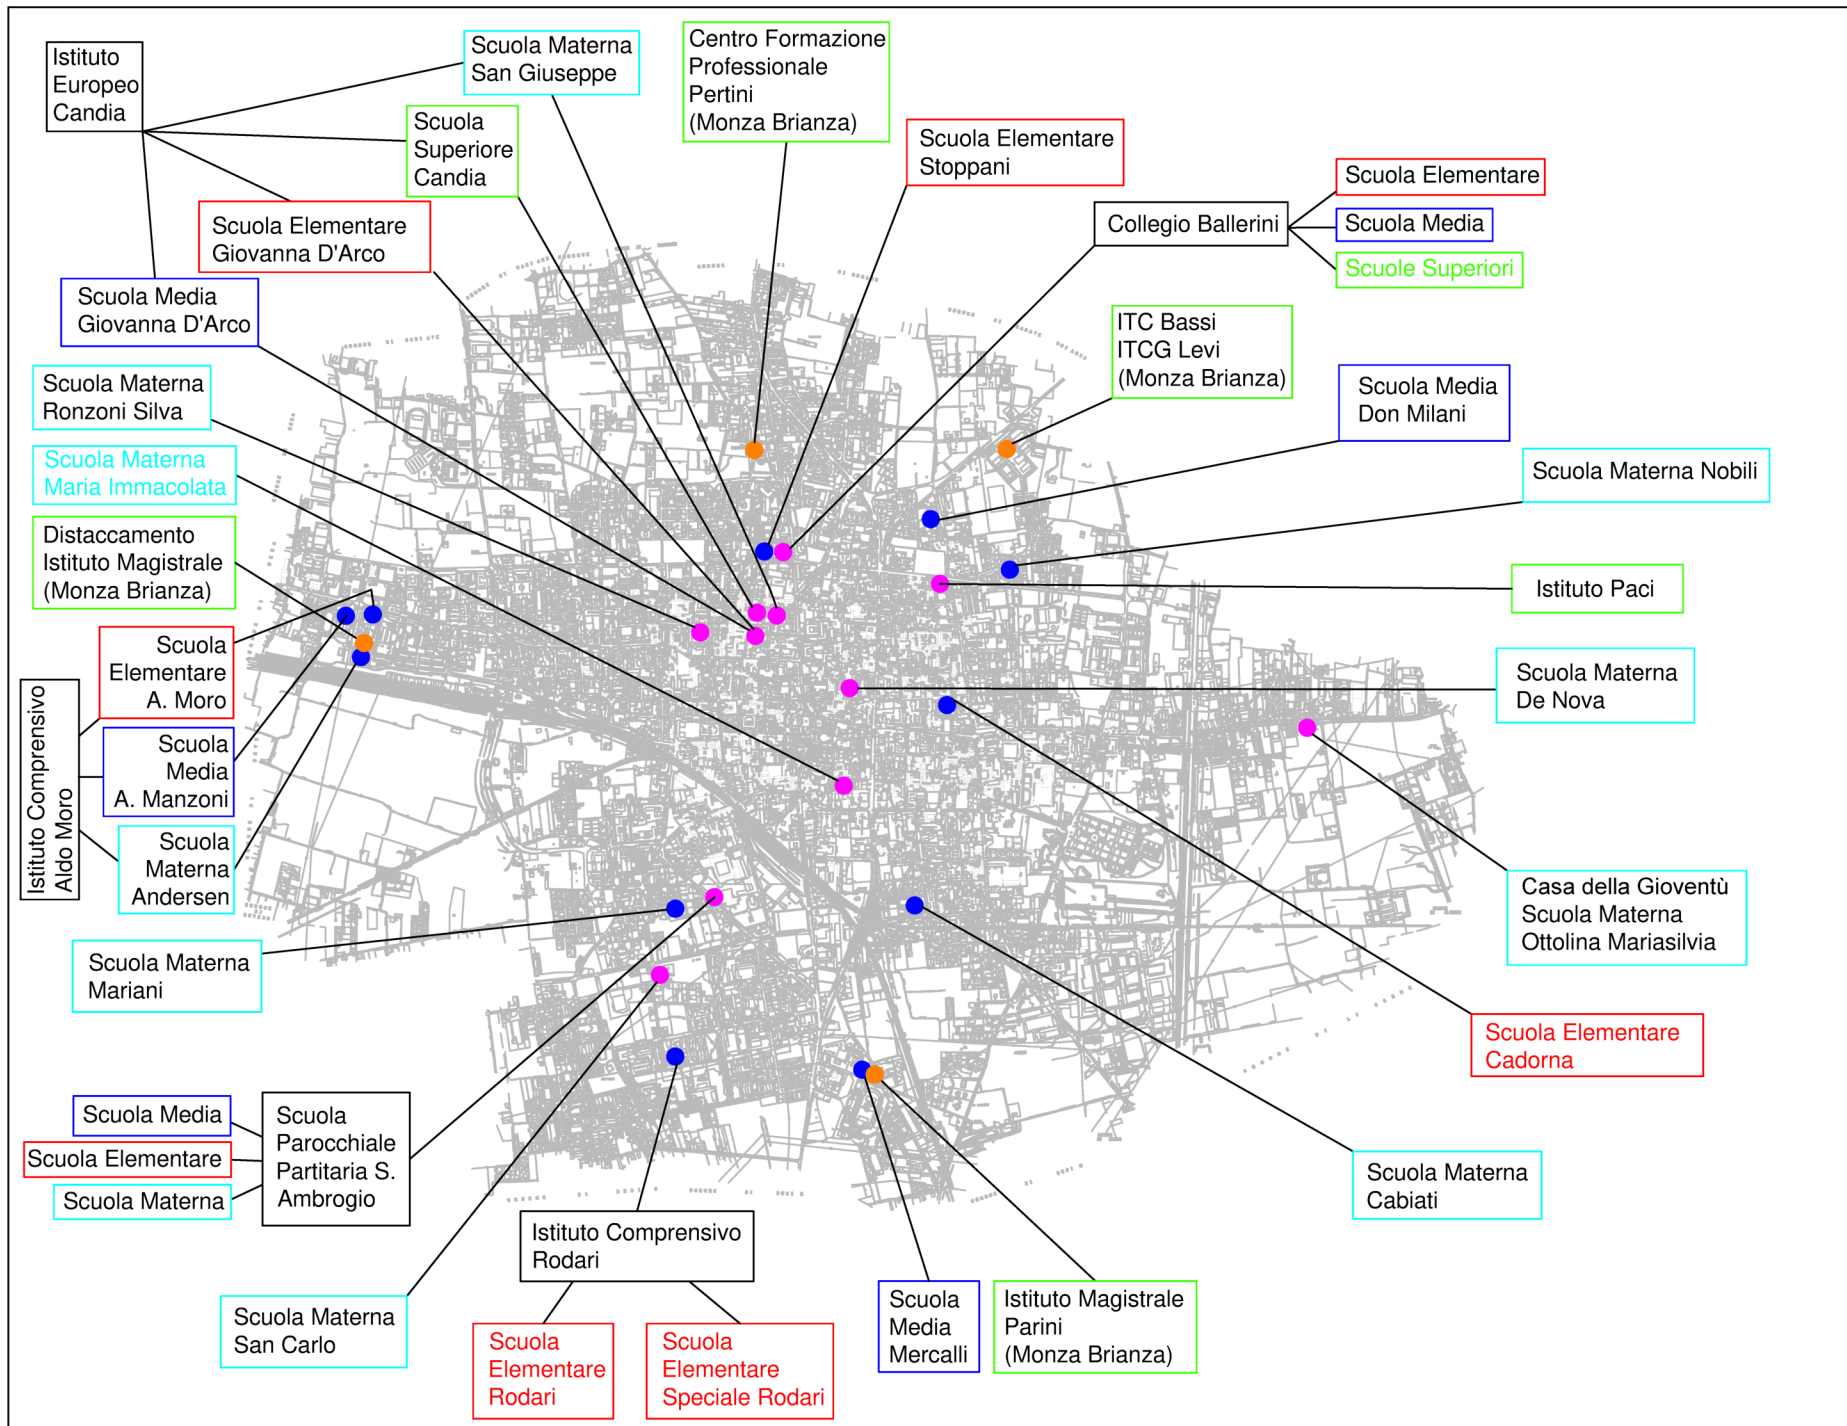 Istituto
Europeo
Candia
Scuola Materna
San Giuseppe
Centro Formazione
Professionale
Pertini
(Monza Brianza)
Scuola
Superiore
Candia
Scuola Elementare
Stoppani
Scuola Elementare
Collegio Ballerini
Scuola Media
Scuole Superiori
Scuola Elementare
Giovanna D'Arco
Scuola Media
Giovanna D'Arco
ITC Bassi
ITCG Levi
(Monza Brianza)
Scuola Materna
Ronzoni Silva
Scuola Media
Don Milani
Scuola Materna
Maria Immacolata
Scuola Materna Nobili
Distaccamento
Istituto Magistrale
(Monza Brianza)
Istituto Paci
Scuola
Elementare
A. Moro
Scuola Materna
De Nova
Istituto Comprensivo
Aldo Moro
Scuola
Media
A. Manzoni
Scuola
Materna
Andersen
Casa della Gioventù
Scuola Materna
Ottolina Mariasilvia
Scuola Materna
Mariani
Scuola Elementare
Cadorna
Scuola Media
Scuola Elementare
Scuola Materna
Scuola
Parocchiale
Partitaria S.
Ambrogio
Scuola Materna
Cabiati
Istituto Comprensivo
Rodari
Scuola Materna
San Carlo
Scuola
Elementare
Rodari
Scuola
Elementare
Speciale Rodari
Scuola
Media
Mercalli
Istituto Magistrale
Parini
(Monza Brianza)